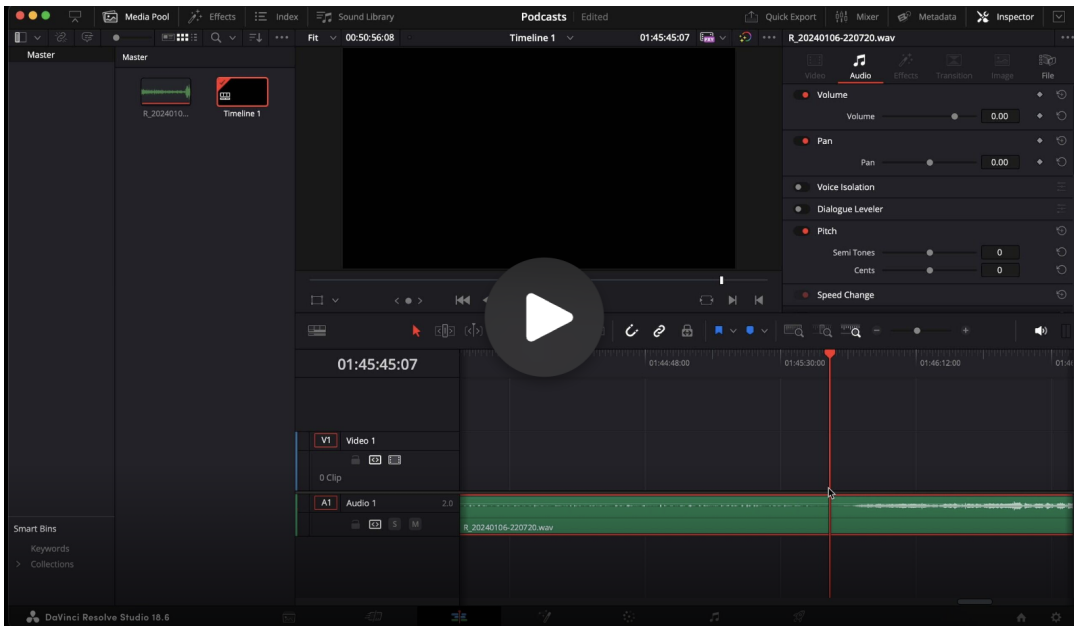 Media Pool Effects Index Sound Library Podcasts Edited Quick Export Mixer Metadata Inspector
Fit 00:50:56:08 Timeline 1 01:45:45:07 R_20240106-220720.wav
Master
Master
R_2024010...
Timeline 1
Video Audio Effects Transition Image File
Volume
Volume 0.00
Pan
Pan 0.00
Voice Isolation
Dialogue Leveler
Pitch
Semi Tones 0
Cents 0
Speed Change
01:45:45:07
01:44:48:00 01:45:30:00 01:46:12:00
V1 Video 1
0 Clip
A1 Audio 1 2.0
S M
R_20240106-220720.wav
Smart Bins
Keywords
Collections
DaVinci Resolve Studio 18.6